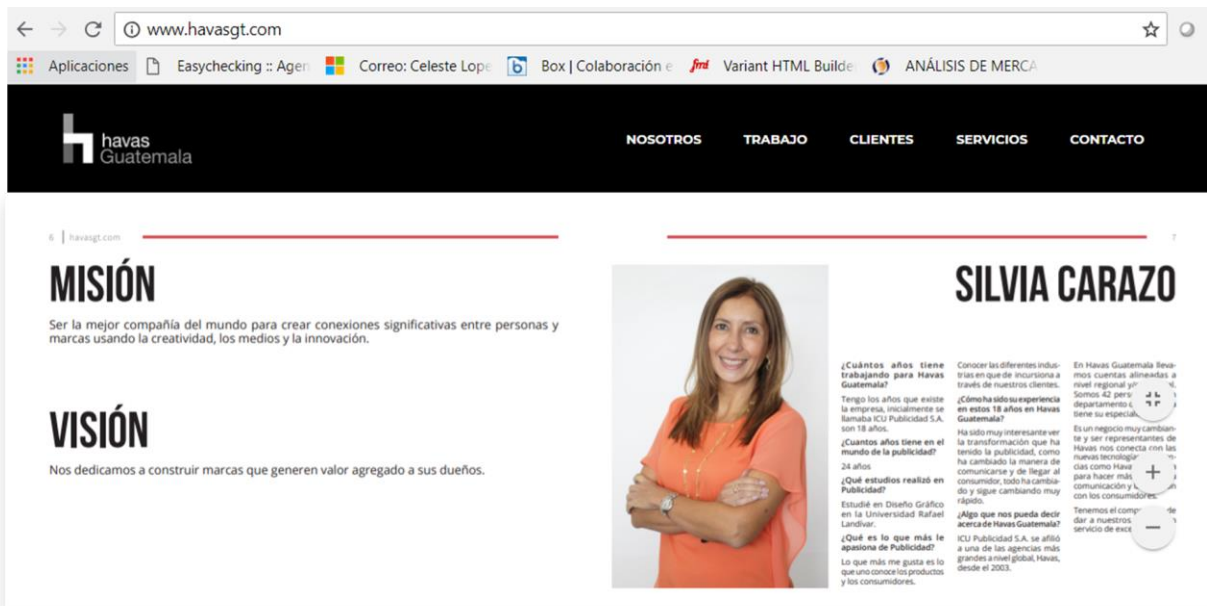 www.havasgt.com
Aplicaciones
Easychecking :: Agen
Correo: Celeste Lope
Box | Colaboración e
fmi Variant HTML Builde
ANÁLISIS DE MERCA
havas
Guatemala
NOSOTROS TRABAJO CLIENTES SERVICIOS CONTACTO
6 | havasgt.com
MISIÓN
Ser la mejor compañía del mundo para crear conexiones significativas entre personas y
marcas usando la creatividad, los medios y la innovación.
VISIÓN
Nos dedicamos a construir marcas que generen valor agregado a sus dueños.
7
SILVIA CARAZO
¿Cuántos años tiene
trabajando para Havas
Guatemala?
Tengo los años que existe
la empresa, inicialmente se
llamaba ICU Publicidad S.A.
son 18 años.
¿Cuantos años tiene en el
mundo de la publicidad?
24 años
¿Qué estudios realizó en
Publicidad?
Estudié en Diseño Gráfico
en la Universidad Rafael
Landívar.
¿Qué es lo que más le
apasiona de Publicidad?
Lo que más me gusta es lo
que uno conoce los productos
y los consumidores.
Conocer las diferentes indus-
trias en que de incursiona a
través de nuestros clientes.
¿Cómo ha sido su experiencia
en estos 18 años en Havas
Guatemala?
Ha sido muy interesante ver
la transformación que ha
tenido la publicidad, como
ha cambiado la manera de
comunicarse y de llegar al
consumidor, todo ha cambia-
do y sigue cambiando muy
rápido.
¿Algo que nos pueda decir
acerca de Havas Guatemala?
ICU Publicidad S.A. se afilió
a una de las agencias más
grandes a nivel global, Havas,
desde el 2003.
En Havas Guatemala lleva-
mos cuentas alineadas a
nivel regional
Somos 42
departamento
tiene su
Es un negocio muy cambian-
te y ser representantes de
Havas nos conecta con las
nuevas
cias como
para hacer más
comunicación y
con los consumidores.
Tenemos el de
dar a nuestros
servicio de